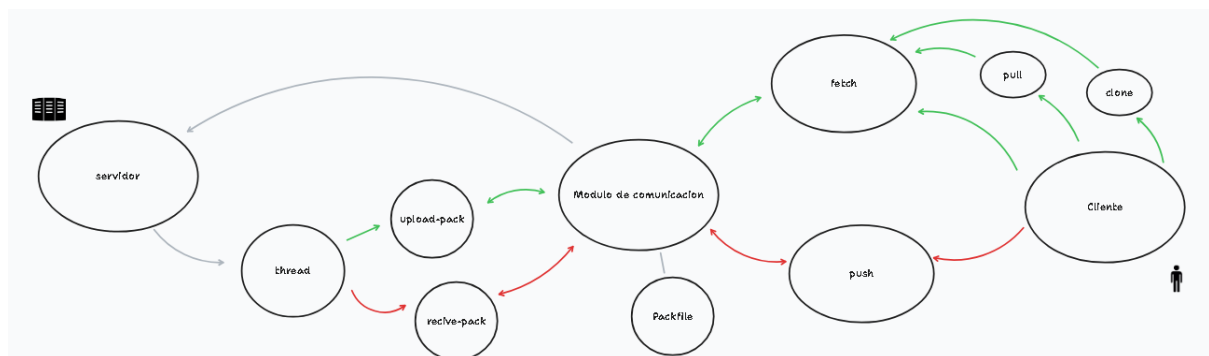 servidor
thread
upload-pack
recive-pack
Modulo de comunicacion
Packfile
fetch
pull
clone
push
Cliente